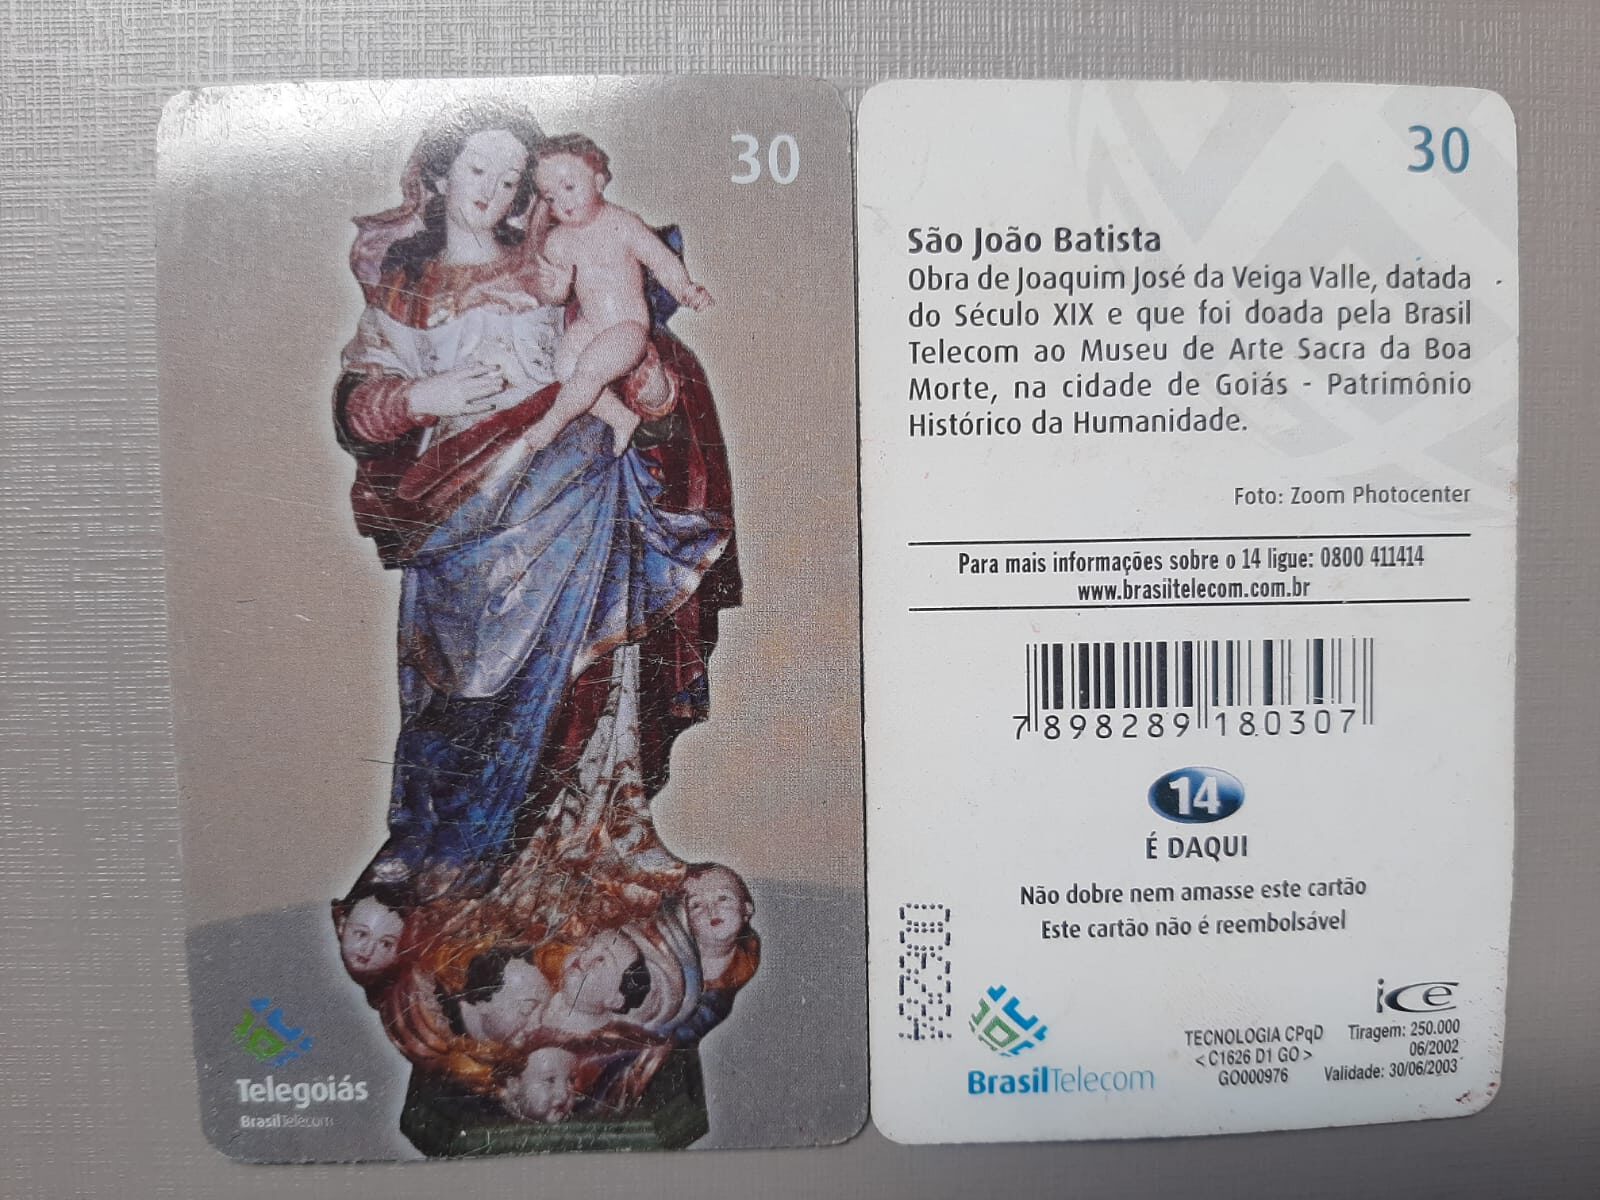 30
Telegoiás
BrasilTelecom
30
São João Batista
Obra de Joaquim José da Veiga Valle, datada
do Século XIX e que foi doada pela Brasil
Telecom ao Museu de Arte Sacra da Boa
Morte, na cidade de Goiás - Patrimônio
Histórico da Humanidade.
Foto: Zoom Photocenter
Para mais informações sobre o 14 ligue: 0800 411414
www.brasiltelecom.com.br
7 898289 180307
14
É DAQUI
Não dobre nem amasse este cartão
Este cartão não é reembolsável
BrasilTelecom
TECNOLOGIA CPqD
< C1626 D1 GO >
GO000976
ice
Tiragem: 250.000
06/2002
Validade: 30/06/2003